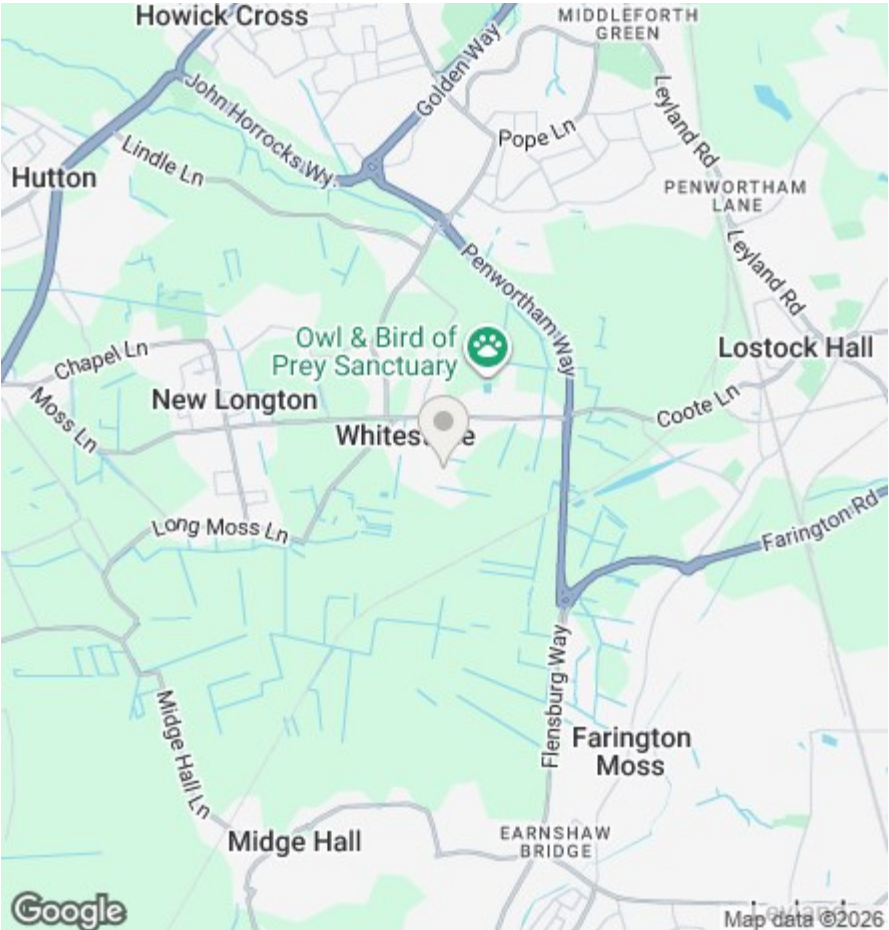 Howick Cross
MIDDLEFORTH
GREEN
Golden Way
John Horrocks Wy.
Leyland Rd
Pope Ln
Lindle Ln
Hutton
PENWORTHAM
LANE
Leyland Rd
Penwortham Way
Owl & Bird of
Prey Sanctuary
Chapel Ln
Lostock Hall
New Longton
Coote Ln
Moss Ln
Long Moss Ln
Farington Rd
Flensburg Way
Midge Hall Ln
Farington
Moss
Midge Hall
EARNSHAW
BRIDGE
Google
Map data ©2026